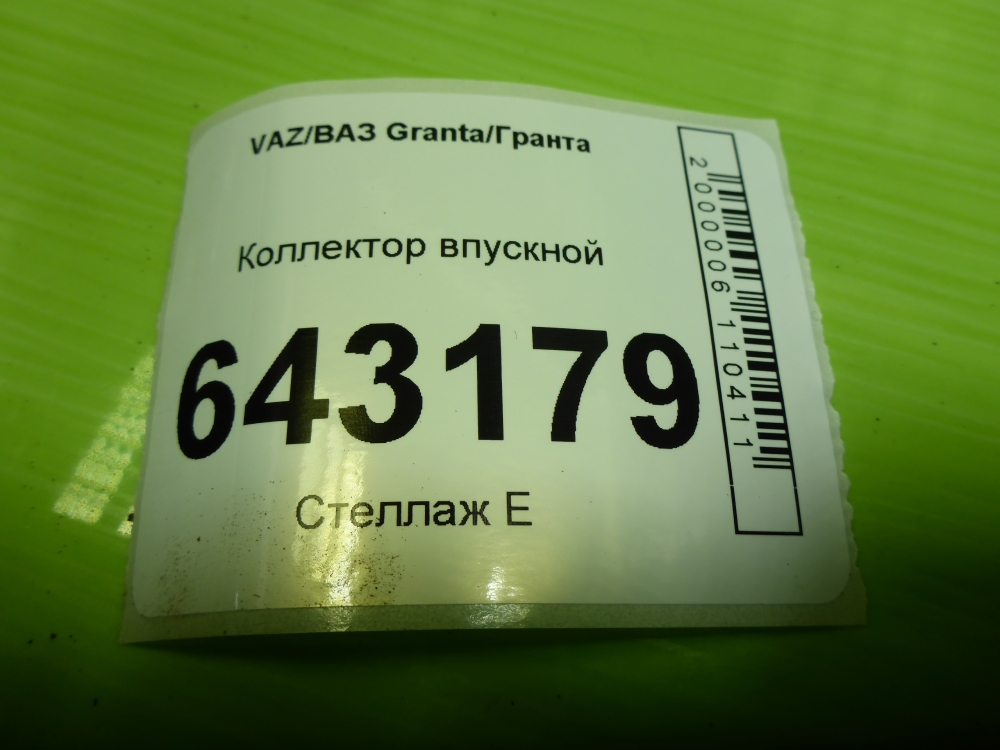 VAZ/ВАЗ Granta/Гранта
Коллектор впускной
643179
Стеллаж Е
2000006110411